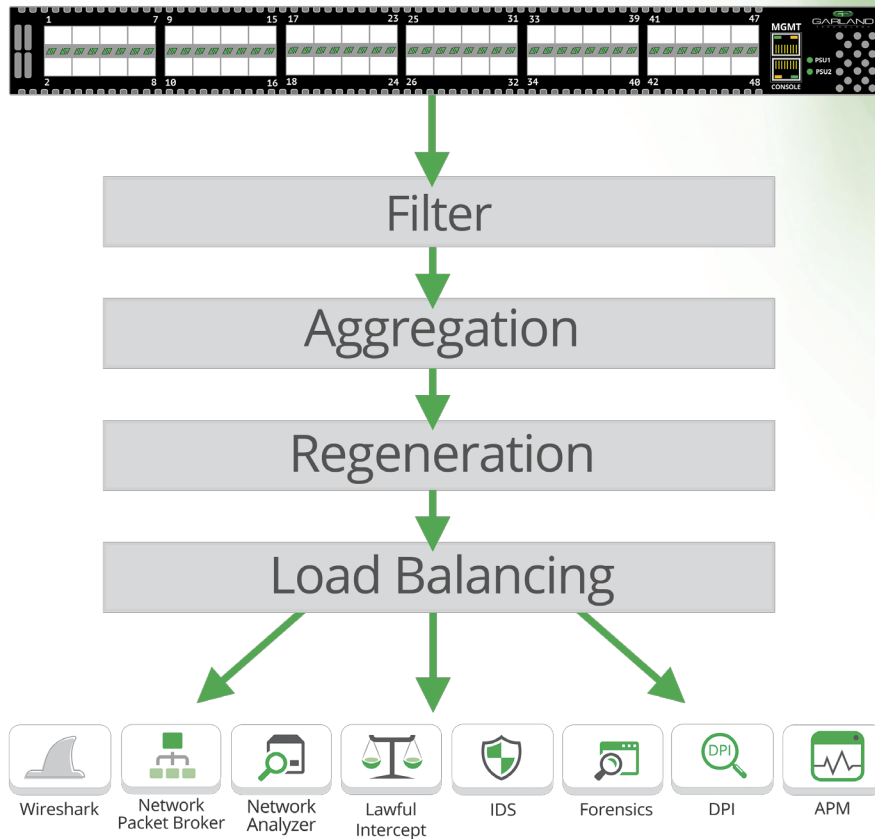 1 7 9 15 17 23 25 31 33 39 41 47
MGMT
GARLAND
TECHNOLOGY
PSU1
PSU2
2 8 10 16 18 24 26 32 34 40 42 48
CONSOLE
Filter
Aggregation
Regeneration
Load Balancing
DPI
Wireshark
Network
Packet Broker
Network
Analyzer
Lawful
Intercept
IDS
Forensics
DPI
APM